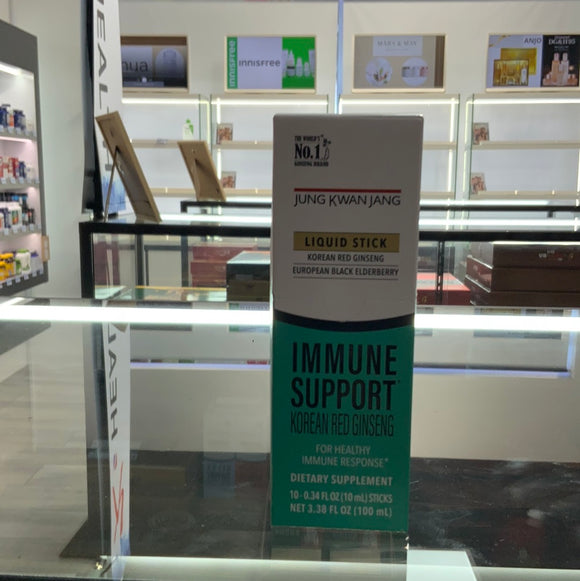 innisfree
INNISFREE
MARY & MAY
ANJO
THE WORLD'S
No.1
GINSENG BRAND
JUNG KWAN JANG
LIQUID STICK
KOREAN RED GINSENG
EUROPEAN BLACK ELDERBERRY
IMMUNE
SUPPORT*
KOREAN RED GINSENG
FOR HEALTHY
IMMUNE RESPONSE*
DIETARY SUPPLEMENT
10 - 0.34 FL OZ (10 mL) STICKS
NET 3.38 FL OZ (100 mL)